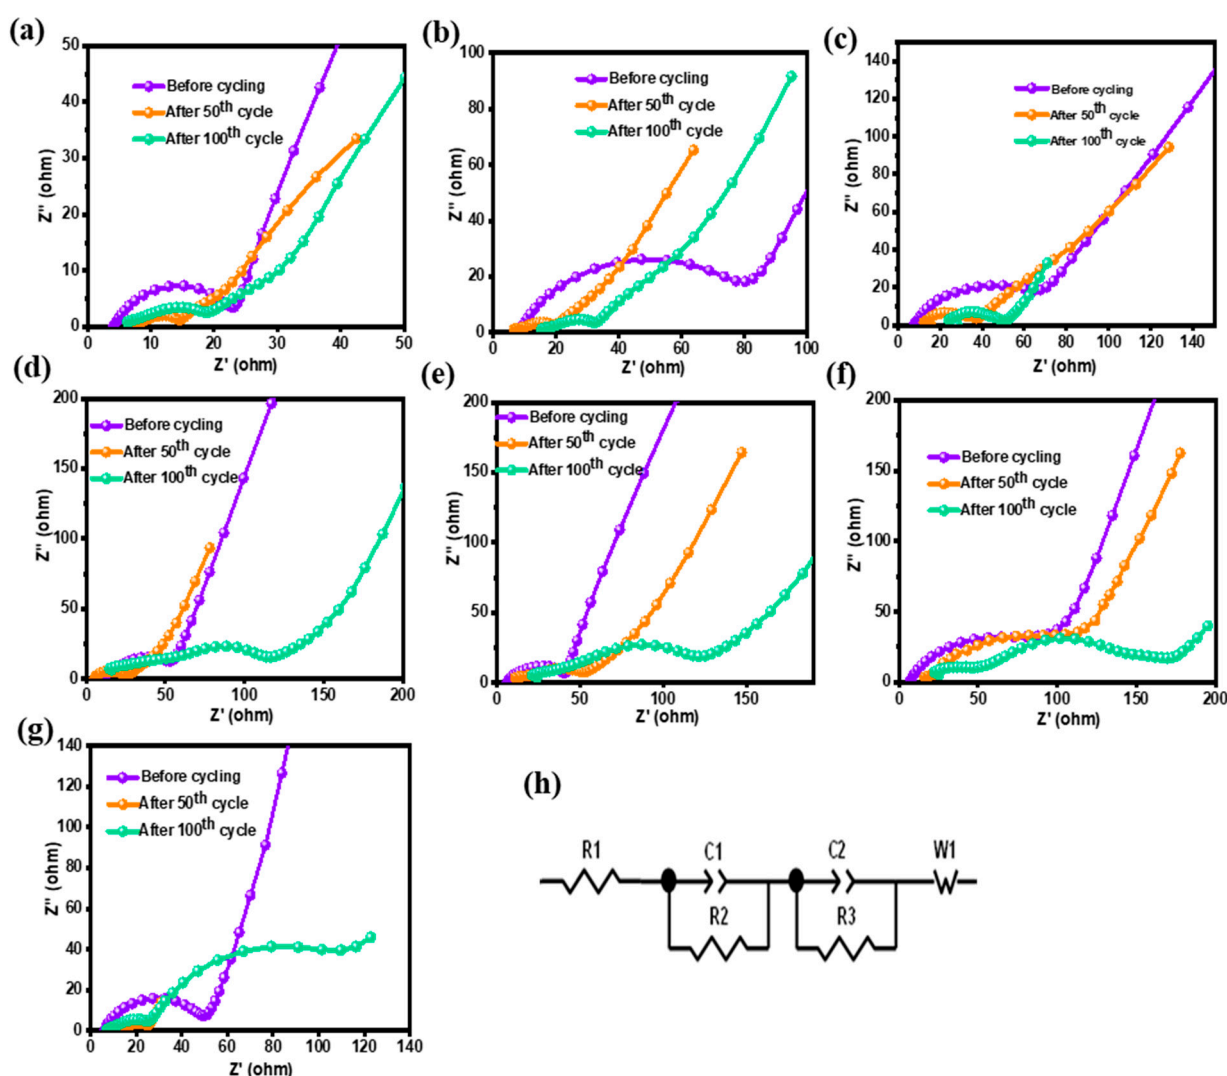 (a)
50
40
30
20
10
0
Z'' (ohm)
Before cycling
After 50th cycle
After 100th cycle
0 10 20 30 40 50
Z' (ohm)
(b)
100
80
60
40
20
0
Z'' (ohm)
Before cycling
After 50th cycle
After 100th cycle
0 20 40 60 80 100
Z' (ohm)
(c)
140
120
100
80
60
40
20
0
Z'' (ohm)
Before cycling
After 50th cycle
After 100th cycle
0 20 40 60 80 100 120 140
Z' (ohm)
(d)
200
150
100
50
0
Z'' (ohm)
Before cycling
After 50th cycle
After 100th cycle
0 50 100 150 200
Z' (ohm)
(e)
200
150
100
50
0
Z'' (ohm)
Before cycling
After 50th cycle
After 100th cycle
0 50 100 150
Z' (ohm)
(f)
200
150
100
50
0
Z'' (ohm)
Before cycling
After 50th cycle
After 100th cycle
0 50 100 150 200
Z' (ohm)
(g)
140
120
100
80
60
40
20
0
Z'' (ohm)
Before cycling
After 50th cycle
After 100th cycle
0 20 40 60 80 100 120 140
Z' (ohm)
(h)
R1 C1 C2 W1
R2 R3